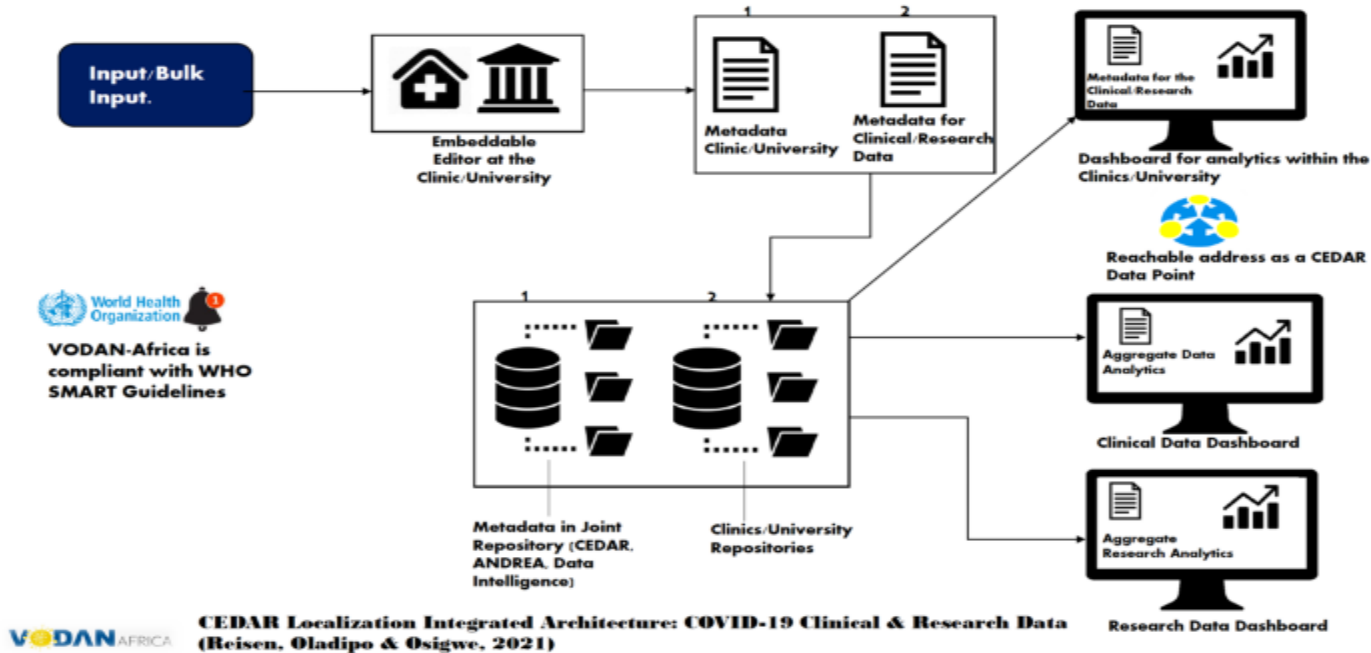 Input/Bulk
Input.
Embeddable
Editor at the
Clinic/University
1
2
Metadata
Clinic/University
Metadata for
Clinical/Research
Data
Metadata for the
Clinical/Research
Data
Dashboard for analytics within the
Clinics/University
Reachable address as a CEDAR
Data Point
World Health
Organization
1
VODAN-Africa is
compliant with WHO
SMART Guidelines
1
2
Metadata in Joint
Repository (CEDAR,
ANDREA, Data
Intelligence)
Clinics/University
Repositories
Aggregate Data
Analytics
Clinical Data Dashboard
Aggregate
Research Analytics
Research Data Dashboard
VODAN AFRICA
CEDAR Localization Integrated Architecture: COVID-19 Clinical & Research Data
(Reisen, Oladipo & Osigwe, 2021)